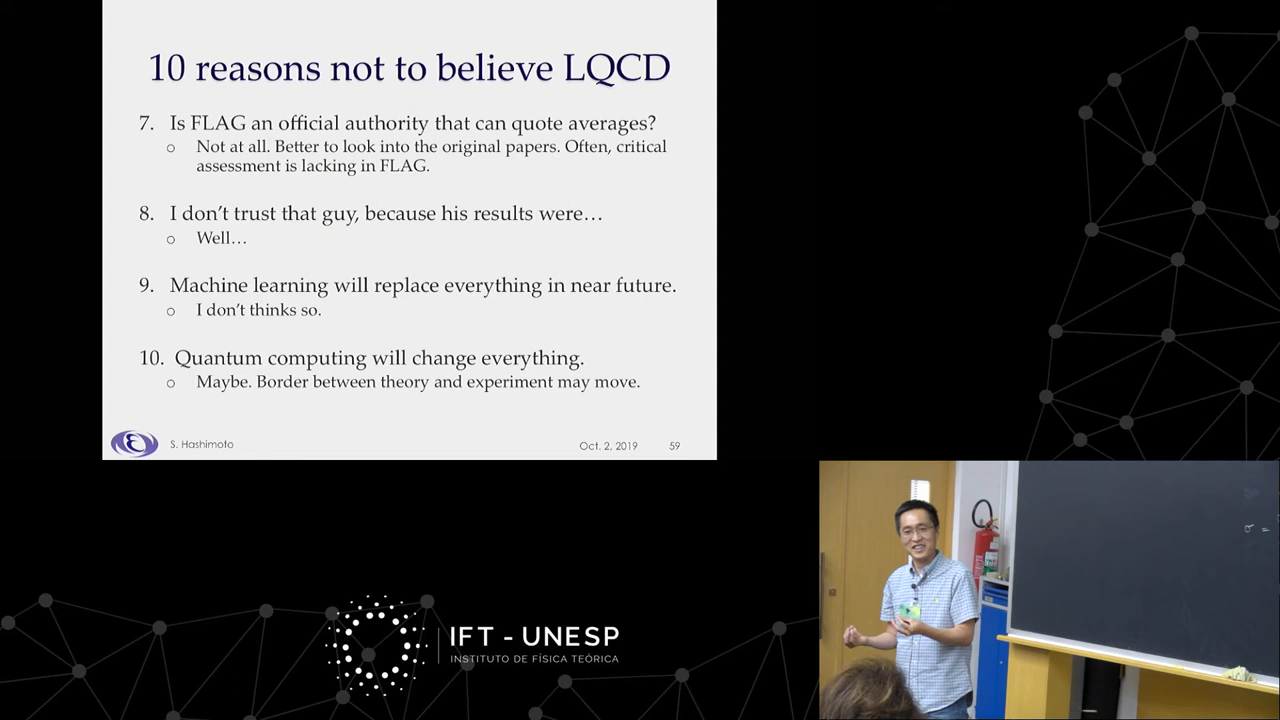 10 reasons not to believe LQCD
7. Is FLAG an official authority that can quote averages?
o Not at all. Better to look into the original papers. Often, critical
assessment is lacking in FLAG.
8. I don't trust that guy, because his results were…
o Well…
9. Machine learning will replace everything in near future.
o I don't thinks so.
10. Quantum computing will change everything.
o Maybe. Border between theory and experiment may move.
S. Hashimoto
Oct. 2, 2019 59
IFT - UNESP
INSTITUTO DE FÍSICA TEÓRICA
σ =